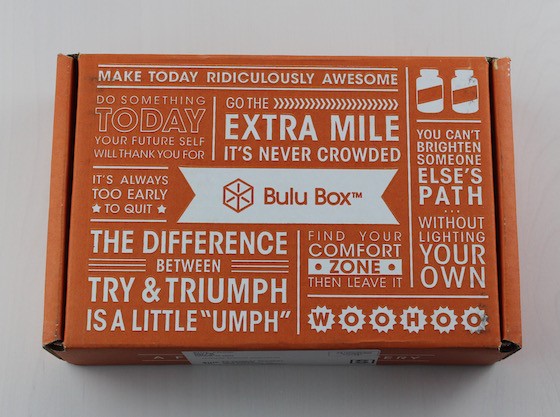 MAKE TODAY RIDICULOUSLY AWESOME
DO SOMETHING
TODAY
YOUR FUTURE SELF
WILL THANK YOU FOR
GO THE
EXTRA MILE
IT'S NEVER CROWDED
IT'S ALWAYS
TOO EARLY
TO QUIT
Bulu Box™
YOU CAN'T
BRIGHTEN
SOMEONE
ELSE'S
PATH
...
WITHOUT
LIGHTING
YOUR
OWN
THE DIFFERENCE
BETWEEN
TRY & TRIUMPH
IS A LITTLE "UMPH"
FIND YOUR
COMFORT
ZONE
THEN LEAVE IT
WOOHOO